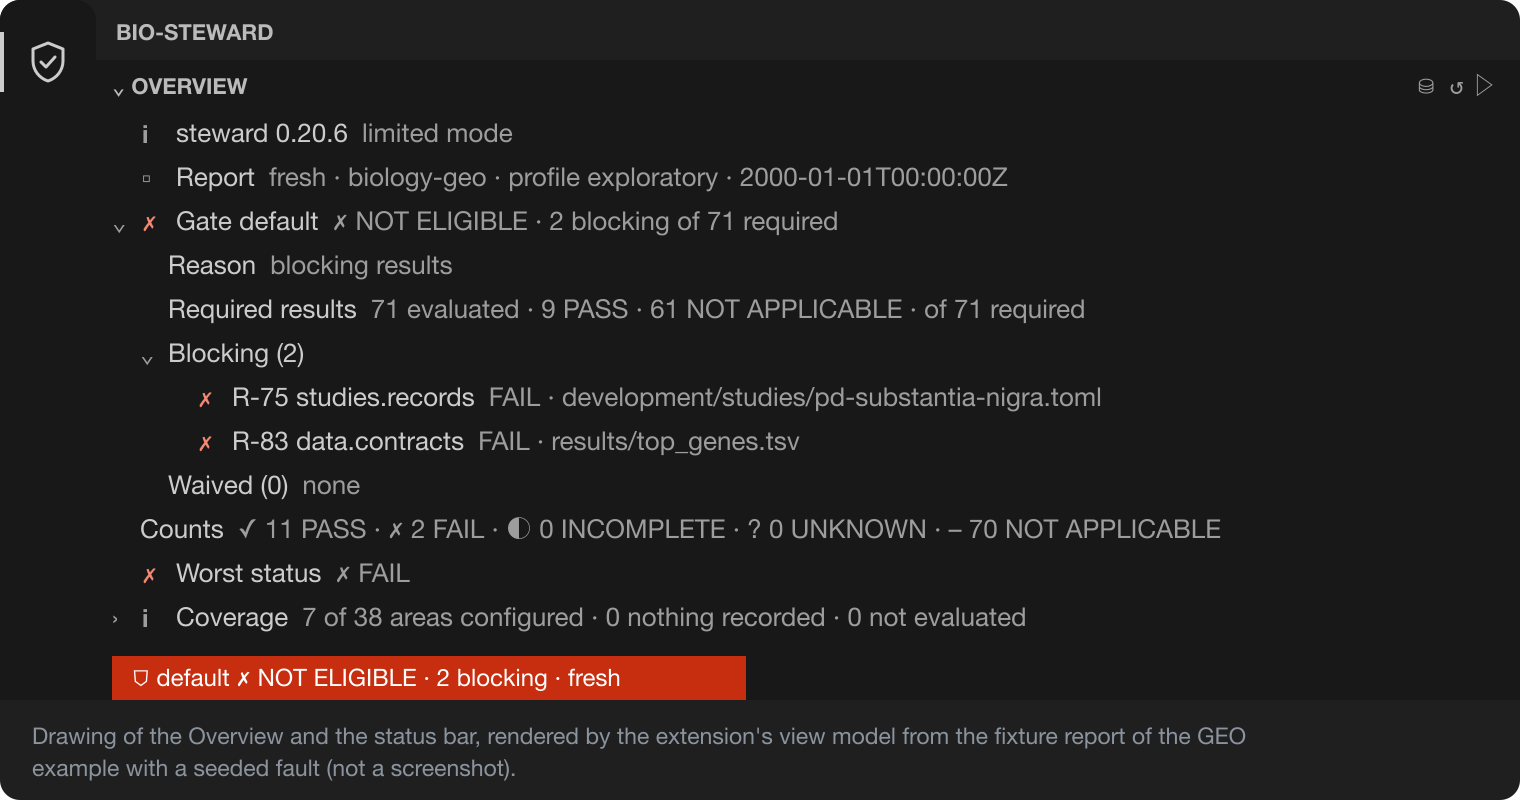 BIO-STEWARD
OVERVIEW
i steward 0.20.6 limited mode
Report fresh · biology-geo · profile exploratory · 2000-01-01T00:00:00Z
✗ Gate default ✗ NOT ELIGIBLE · 2 blocking of 71 required
Reason blocking results
Required results 71 evaluated · 9 PASS · 61 NOT APPLICABLE · of 71 required
Blocking (2)
✗ R-75 studies.records FAIL · development/studies/pd-substantia-nigra.toml
✗ R-83 data.contracts FAIL · results/top_genes.tsv
Waived (0) none
Counts ✓ 11 PASS · ✗ 2 FAIL · ◐ 0 INCOMPLETE · ? 0 UNKNOWN · – 70 NOT APPLICABLE
✗ Worst status ✗ FAIL
i Coverage 7 of 38 areas configured · 0 nothing recorded · 0 not evaluated
default ✗ NOT ELIGIBLE · 2 blocking · fresh
Drawing of the Overview and the status bar, rendered by the extension's view model from the fixture report of the GEO
example with a seeded fault (not a screenshot).